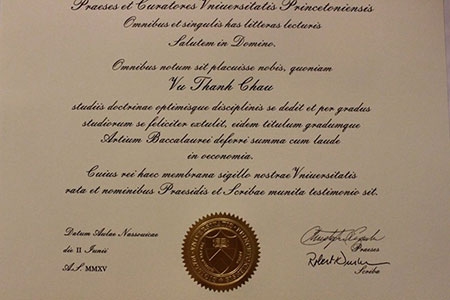 Praeses et Curatores Vniuersitatis Princetoniensis
Omnibus et singulis has litteras lecturis
Salutem in Domino.
Omnibus notum sit placuisse nobis, quoniam
Vu Thanh Chau
studiis doctrinae optimisque disciplinis se dedit et per gradus
studiorum se feliciter extulit, eidem titulum gradumque
Artium Baccalaurei deferri summa cum laude
in oeconomia.
Cuius rei haec membrana sigillo nostrae Vniuersitatis
rata et nominibus Praesidis et Scribae munita testimonio sit.
Datum Aulae Nassouicae
die II Iunii
A.S. MMXV
Praeses
Scriba